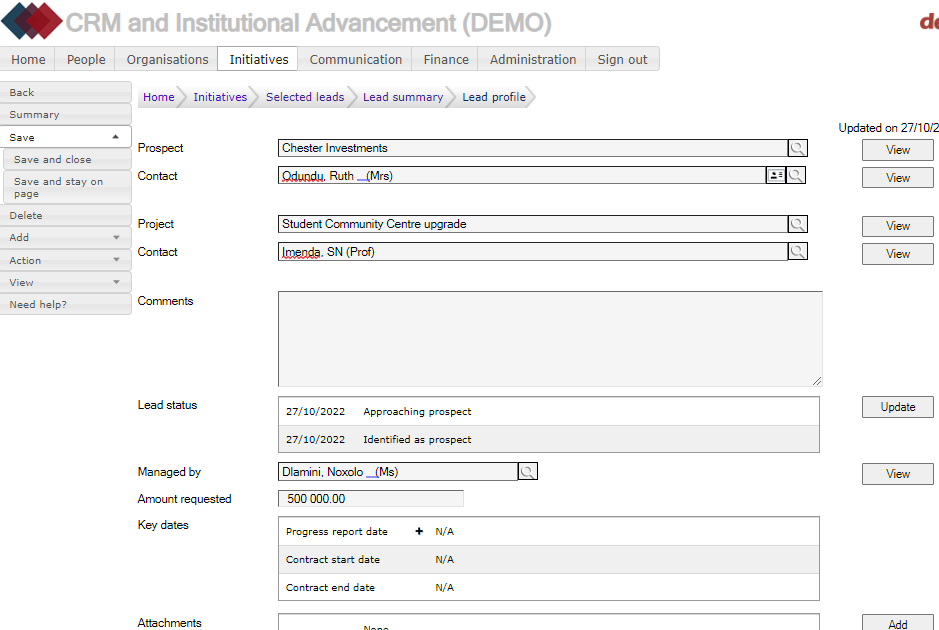 CRM and Institutional Advancement (DEMO)
Home People Organisations Initiatives Communication Finance Administration Sign out
Back
Summary
Save
Save and close
Save and stay on
page
Delete
Add
Action
View
Need help?
Home Initiatives Selected leads Lead summary Lead profile
Updated on 27/10/2
Prospect Chester Investments View
Contact Odundu, Ruth (Mrs) View
Project Student Community Centre upgrade View
Contact Imenda, SN (Prof) View
Comments
Lead status
27/10/2022 Approaching prospect Update
27/10/2022 Identified as prospect
Managed by Dlamini, Noxolo (Ms) View
Amount requested 500 000.00
Key dates
Progress report date + N/A
Contract start date N/A
Contract end date N/A
Attachments None Add